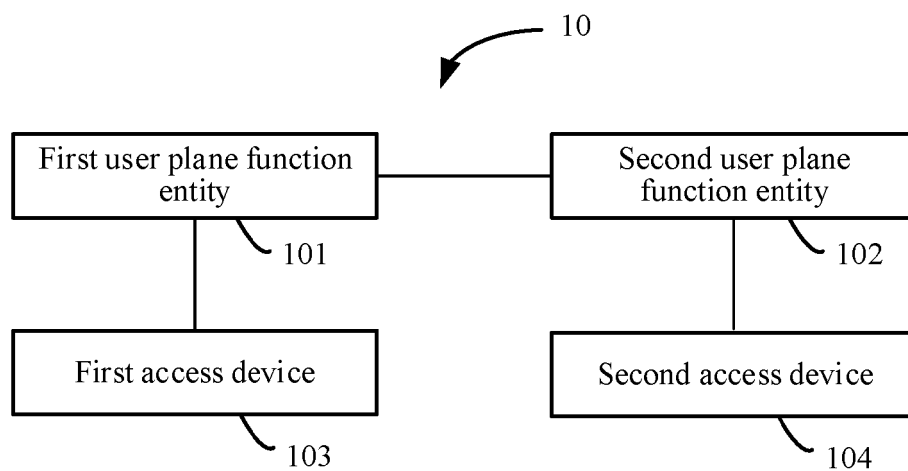 10
First user plane function
entity
Second user plane
function entity
101
102
First access device
Second access device
103
104